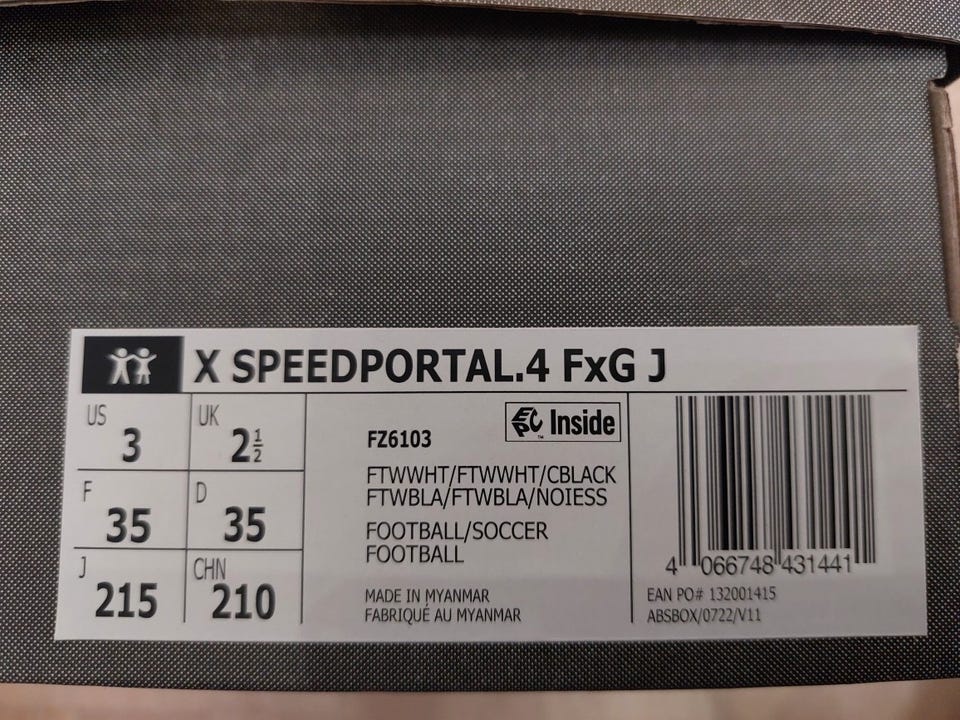 X SPEEDPORTAL.4 FxG J
US 3
UK 2½
F 35
D 35
J 215
CHN 210
FZ6103
EPC™ Inside
FTWWHT/FTWWHT/CBLACK
FTWBLA/FTWBLA/NOIESS
FOOTBALL/SOCCER
FOOTBALL
MADE IN MYANMAR
FABRIQUÉ AU MYANMAR
4 066748 431441
EAN PO# 132001415
ABSBOX/0722/V11